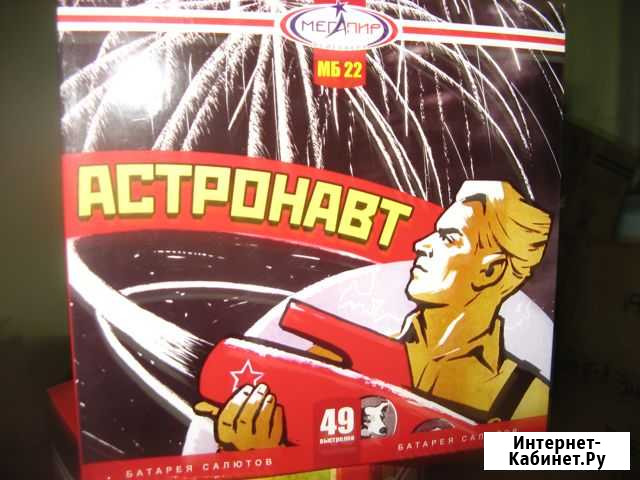 МЕГАПИР
МБ 22
АСТРОНАВТ
49
выстрелов
БАТАРЕЯ САЛЮТОВ
БАТАРЕЯ САЛЮТОВ
Интернет-
Кабинет.Ру